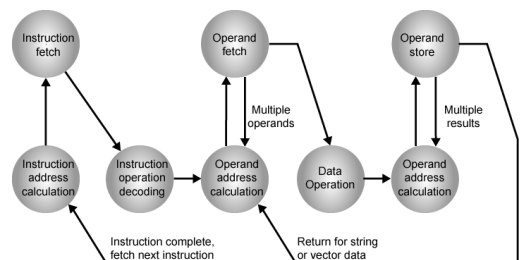 Instruction
fetch
Operand
fetch
Operand
store
Multiple
operands
Multiple
results
Instruction
address
calculation
Instruction
operation
decoding
Operand
address
calculation
Data
Operation
Operand
address
calculation
Instruction complete,
fetch next instruction
Return for string
or vector data